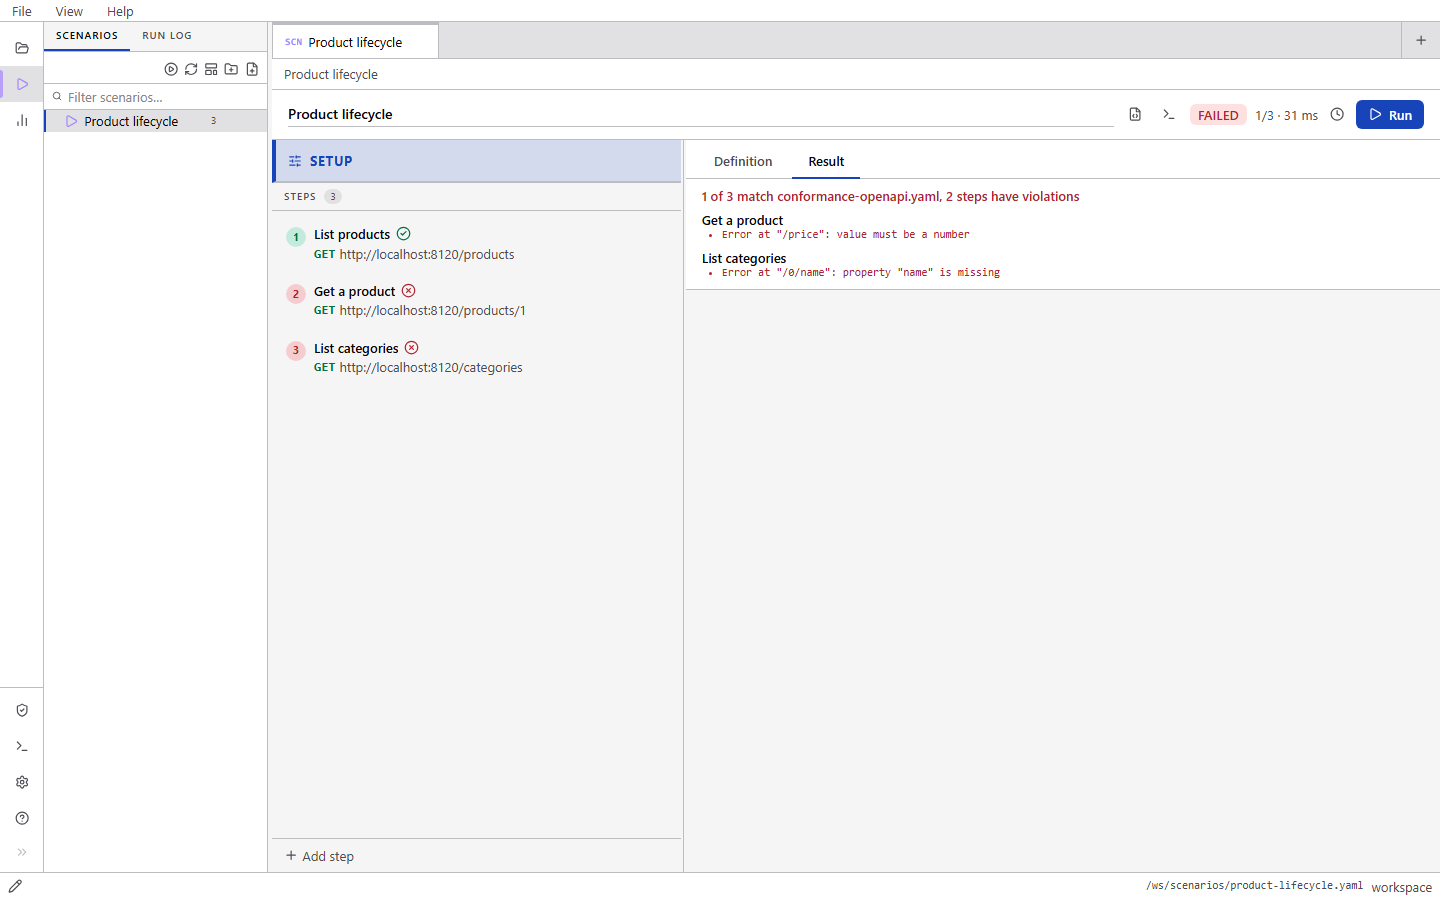 File View Help
SCENARIOS RUN LOG
SCN Product lifecycle
Product lifecycle
Filter scenarios...
Product lifecycle 3
Product lifecycle
FAILED 1/3 · 31 ms Run
SETUP
STEPS 3
1 List products
GET http://localhost:8120/products
2 Get a product
GET http://localhost:8120/products/1
3 List categories
GET http://localhost:8120/categories
Add step
Definition Result
1 of 3 match conformance-openapi.yaml, 2 steps have violations
Get a product
• Error at "/price": value must be a number
List categories
• Error at "/0/name": property "name" is missing
/ws/scenarios/product-lifecycle.yaml workspace